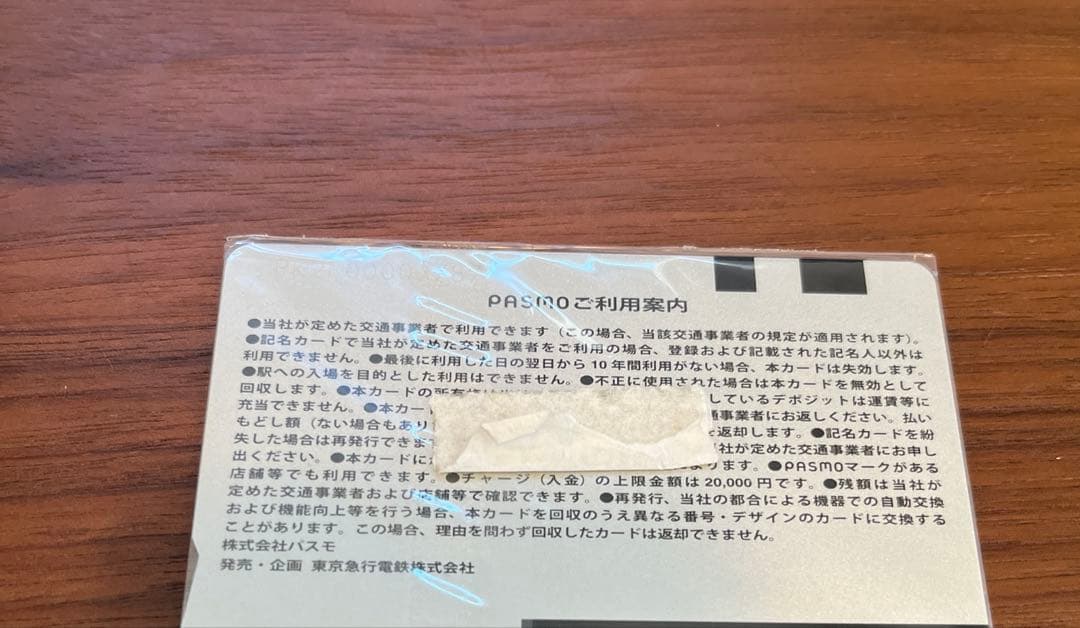 PASMOご利用案内
●当社が定めた交通事業者で利用できます（この場合、当該交通事業者の規定が適用されます）。
●記名カードで当社が定めた交通事業者をご利用の場合、登録および記載された記名人以外は
利用できません。●最後に利用した日の翌日から10年間利用がない場合、本カードは失効します。
●駅への入場を目的とした利用はできません。●不正に使用された場合は本カードを無効として
回収します。●本カードの所有 しているデポジットは運賃等に
充当できません。●本カー 通事業者にお返しください。払い
もどし額（ない場合もあり 返却します。●記名カードを紛
失した場合は再発行できま 社が定めた交通事業者にお申し
出ください。●本カードに ります。●PASMOマークがある
店舗等でも利用できます。●チャージ（入金）の上限金額は20,000円です。●残額は当社が
定めた交通事業者および店舗等で確認できます。●再発行、当社の都合による機器での自動交換
および機能向上等を行う場合、本カードを回収のうえ異なる番号・デザインのカードに交換する
ことがあります。この場合、理由を問わず回収したカードは返却できません。
株式会社パスモ
発売・企画 東京急行電鉄株式会社